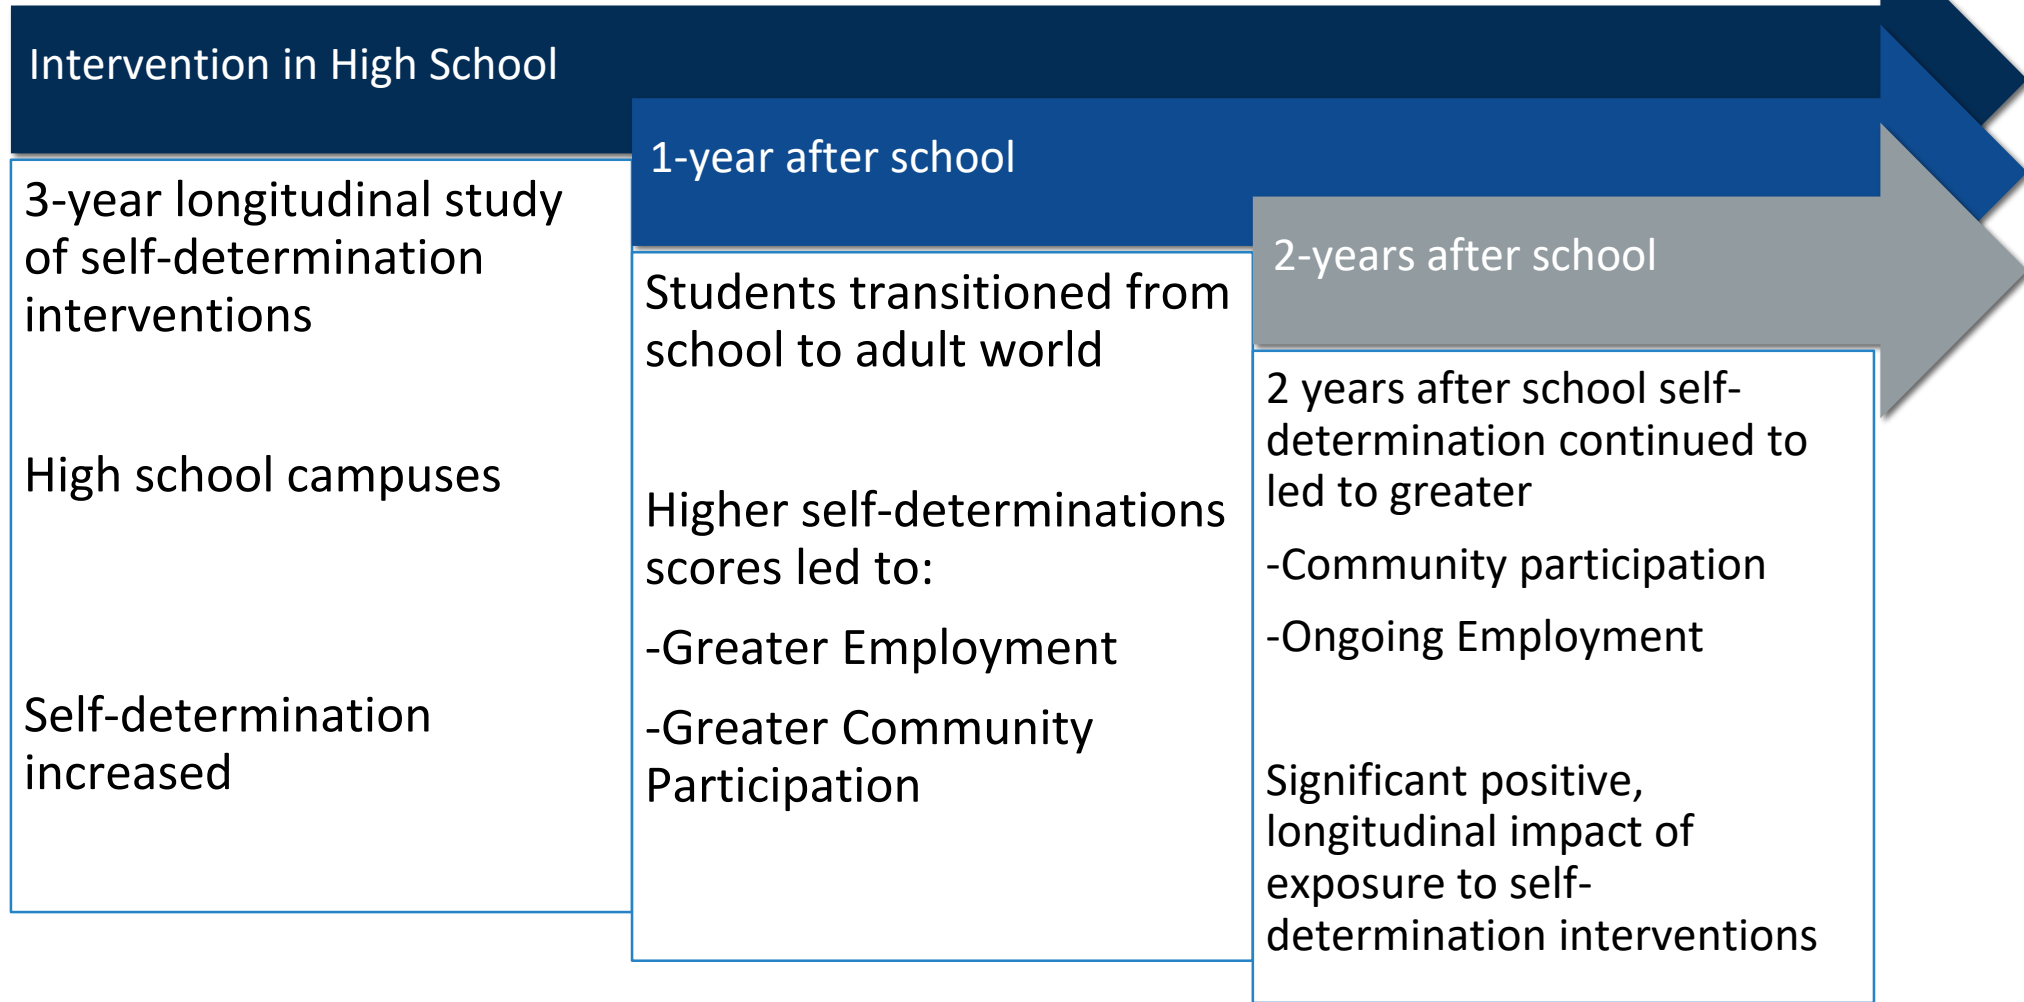 Intervention in High School
3-year longitudinal study
of self-determination
interventions
High school campuses
Self-determination
increased
1-year after school
Students transitioned from
school to adult world
Higher self-determinations
scores led to:
-Greater Employment
-Greater Community
Participation
2-years after school
2 years after school self-
determination continued to
led to greater
-Community participation
-Ongoing Employment
Significant positive,
longitudinal impact of
exposure to self-
determination interventions